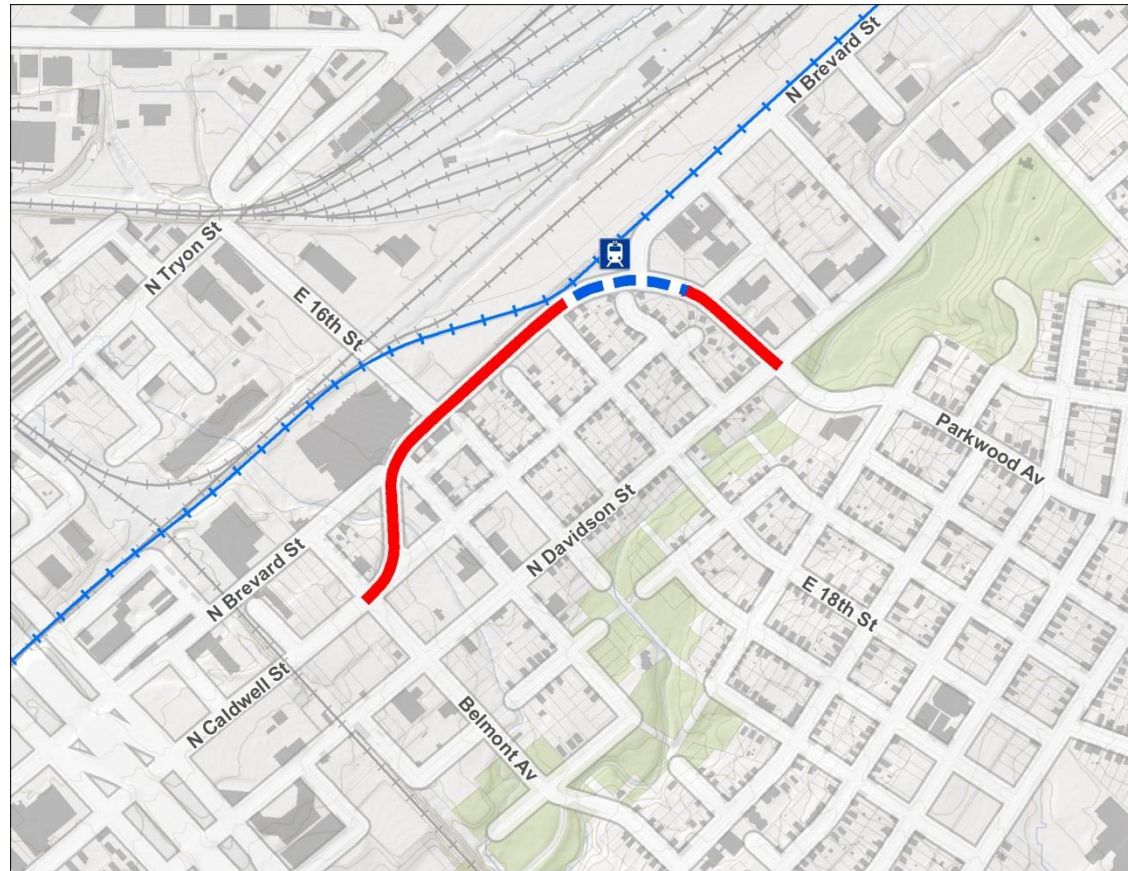 N Brevard St
N Tryon St
E 16th St
Parkwood Av
N Davidson St
N Brevard St
E 18th St
N Caldwell St
Belmont Av